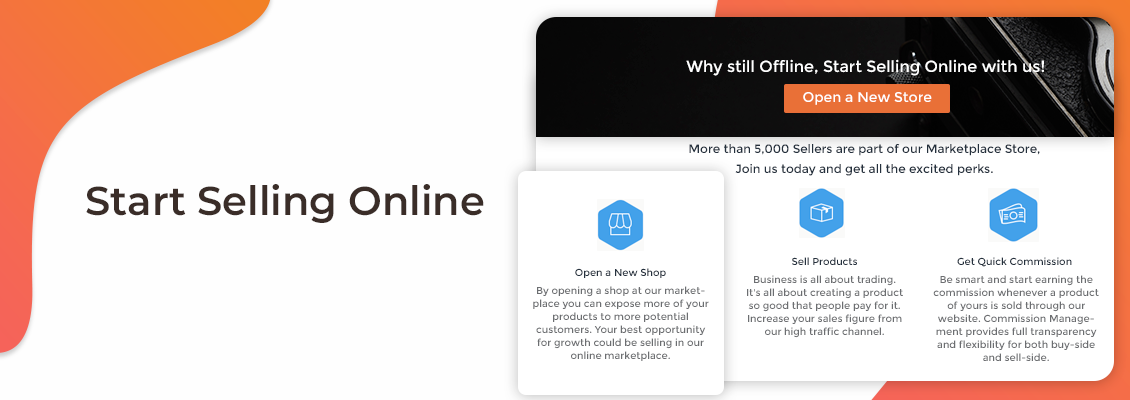 Start Selling Online
Why still Offline, Start Selling Online with us!
Open a New Store
More than 5,000 Sellers are part of our Marketplace Store,
Join us today and get all the excited perks.
Open a New Shop
By opening a shop at our market-
place you can expose more of your
products to more potential
customers. Your best opportunity
for growth could be selling in our
online marketplace.
Sell Products
Business is all about trading.
It's all about creating a product
so good that people pay for it.
Increase your sales figure from
our high traffic channel.
Get Quick Commission
Be smart and start earning the
commission whenever a product
of yours is sold through our
website. Commission Manage-
ment provides full transparency
and flexibility for both buy-side
and sell-side.